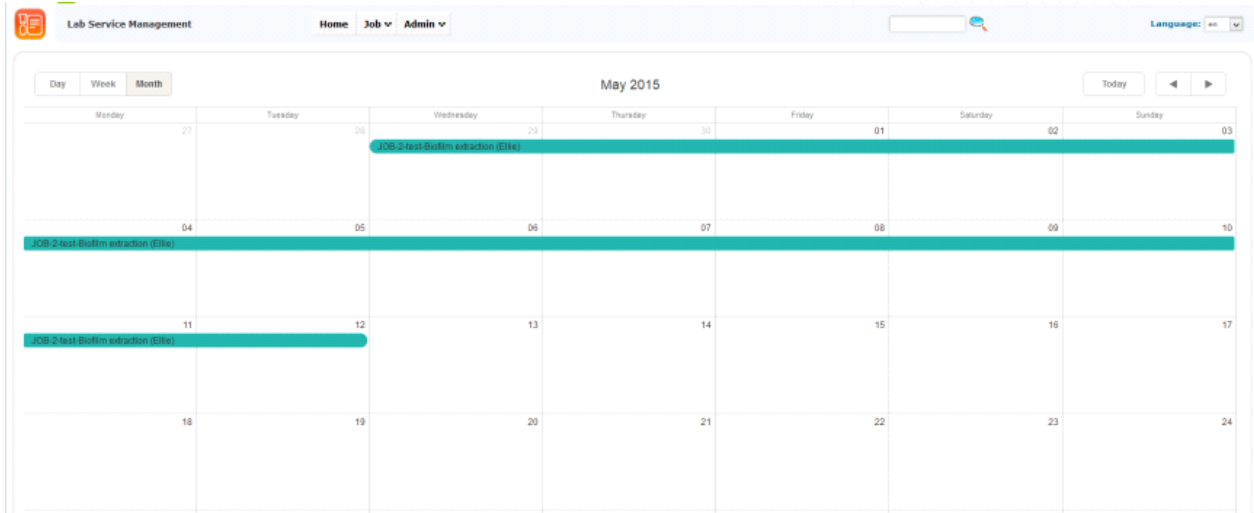 Lab Service Management Home Job Admin Language: en
Day Week Month May 2015 Today
Monday Tuesday Wednesday Thursday Friday Saturday Sunday
27 28 29 30 01 02 03
JOB-2-test-Biofilm extraction (Ellie)
04 05 06 07 08 09 10
JOB-2-test-Biofilm extraction (Ellie)
11 12 13 14 15 16 17
JOB-2-test-Biofilm extraction (Ellie)
18 19 20 21 22 23 24